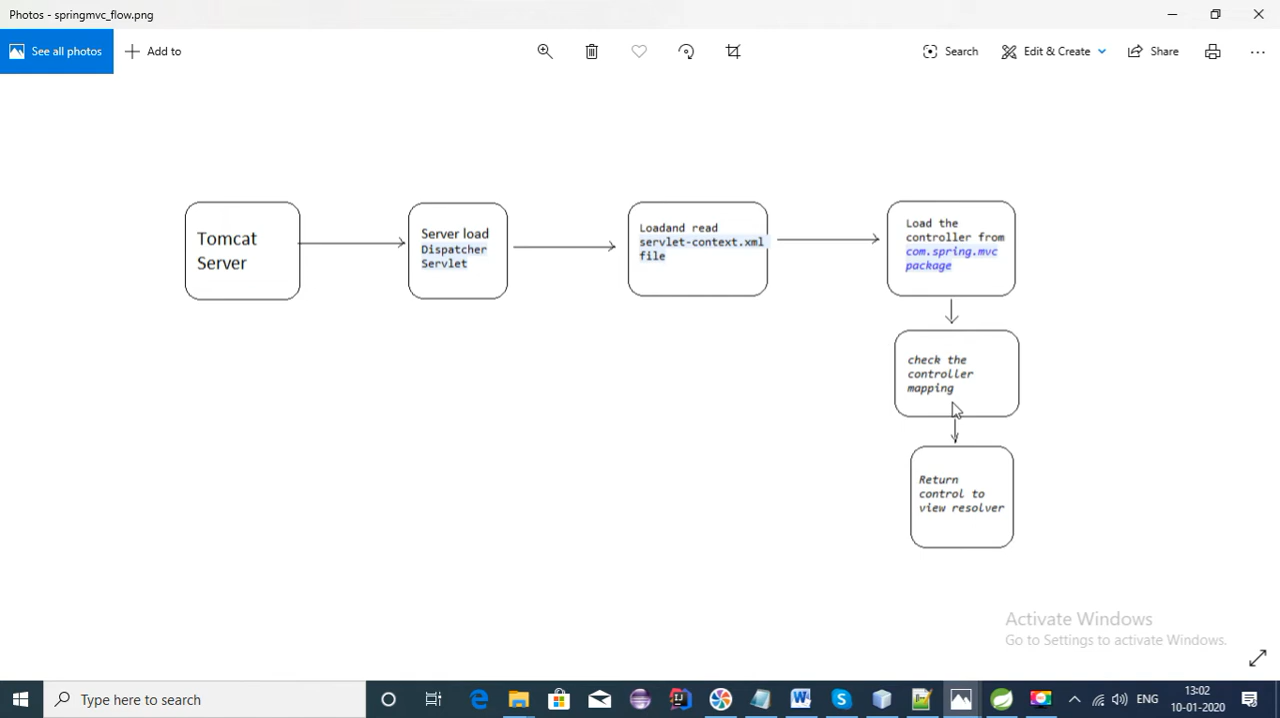 Photos - springmvc_flow.png
See all photos
Add to
Search
Edit & Create
Share
Tomcat
Server
Server load
Dispatcher
Servlet
Loadand read
servlet-context.xml
file
Load the
controller from
com.spring.mvc
package
check the
controller
mapping
Return
control to
view resolver
Activate Windows
Go to Settings to activate Windows.
Type here to search
ENG
13:02
10-01-2020